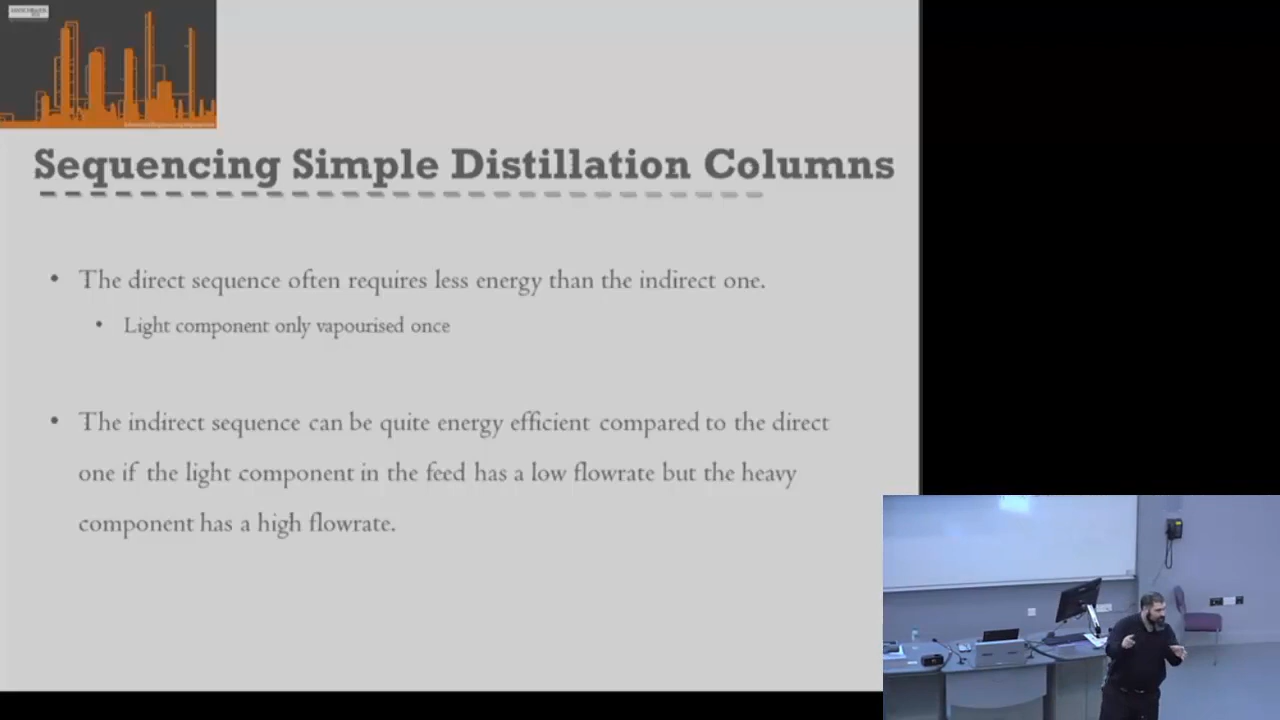 Sequencing Simple Distillation Columns
• The direct sequence often requires less energy than the indirect one.
• Light component only vapourised once
• The indirect sequence can be quite energy efficient compared to the direct
one if the light component in the feed has a low flowrate but the heavy
component has a high flowrate.